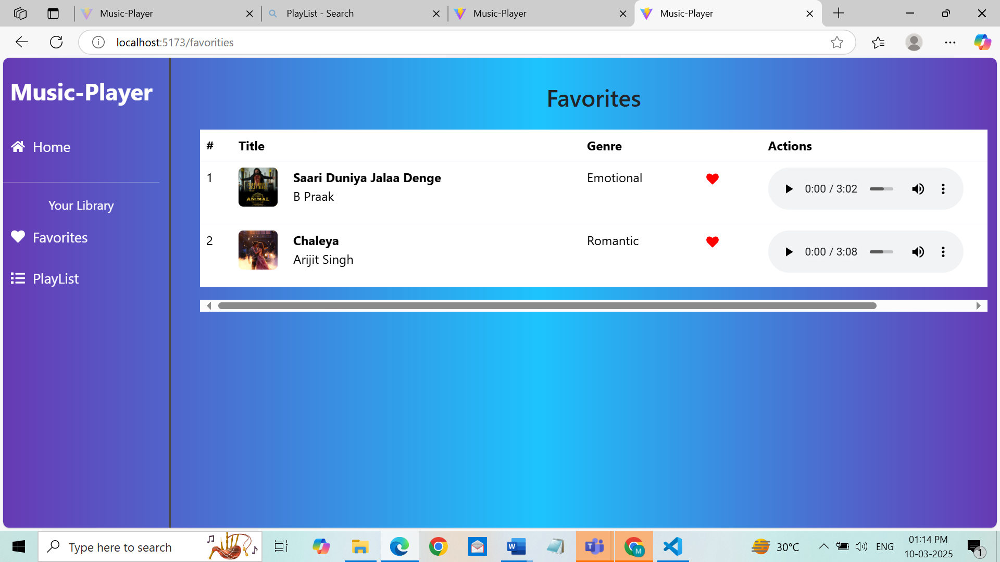 Music-Player
PlayList - Search
Music-Player
Music-Player
localhost:5173/favorities
Music-Player
Home
Your Library
Favorites
PlayList
Favorites
# Title Genre Actions
1 Saari Duniya Jalaa Denge Emotional 0:00 / 3:02
B Praak
ANIMAL
2 Chaleya Romantic 0:00 / 3:08
Arijit Singh
Type here to search
30°C
ENG
01:14 PM
10-03-2025
1